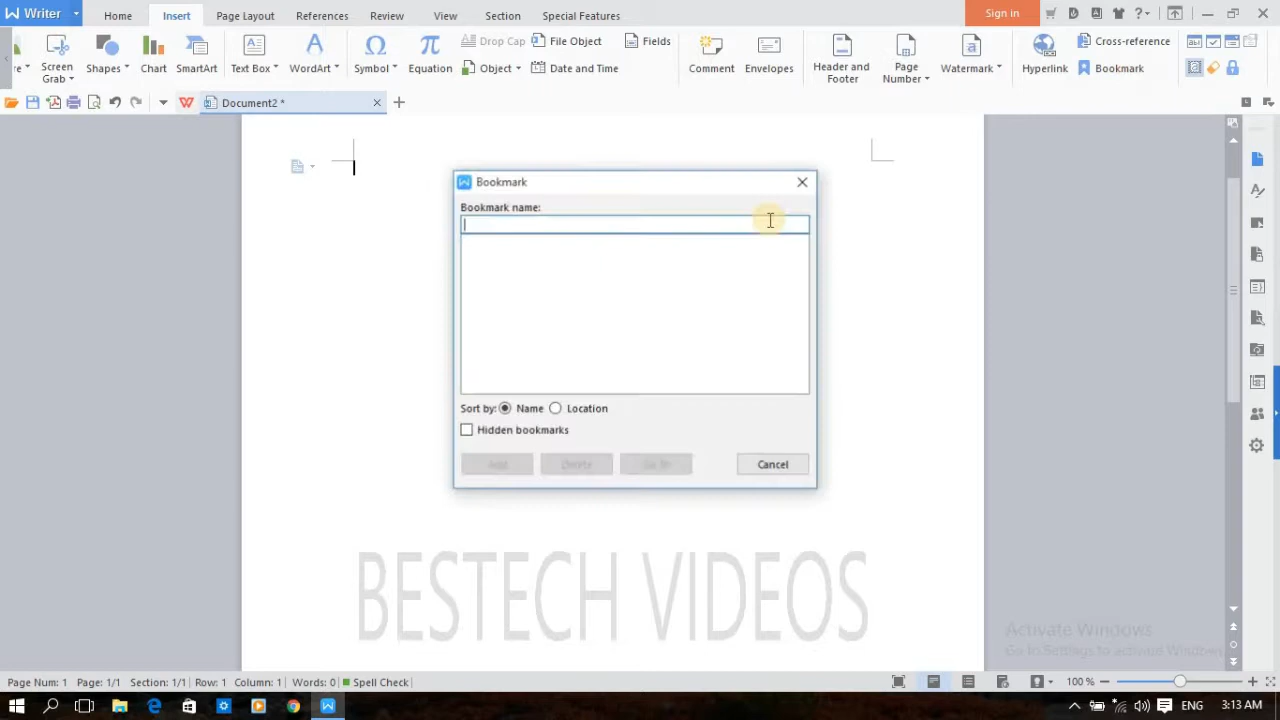 Writer
Insert
Home
Page Layout
References
Review
View
Section
Special Features
Sign in
Screen Grab
Shapes
Chart
SmartArt
Text Box
WordArt
Symbol
Equation
Drop Cap
Object
File Object
Date and Time
Fields
Comment
Envelopes
Header and Footer
Page Number
Watermark
Hyperlink
Cross-reference
Bookmark
Document2 *
Bookmark
Bookmark name:
Sort by: Name Location
Hidden bookmarks
Add Delete Go To Cancel
BESTECH VIDEOS
Activate Windows
Go to Settings to activate Windows
Page Num: 1 Page: 1/1 Section: 1/1 Row: 1 Column: 1 Words: 0 Spell Check
100 %
ENG 3:13 AM